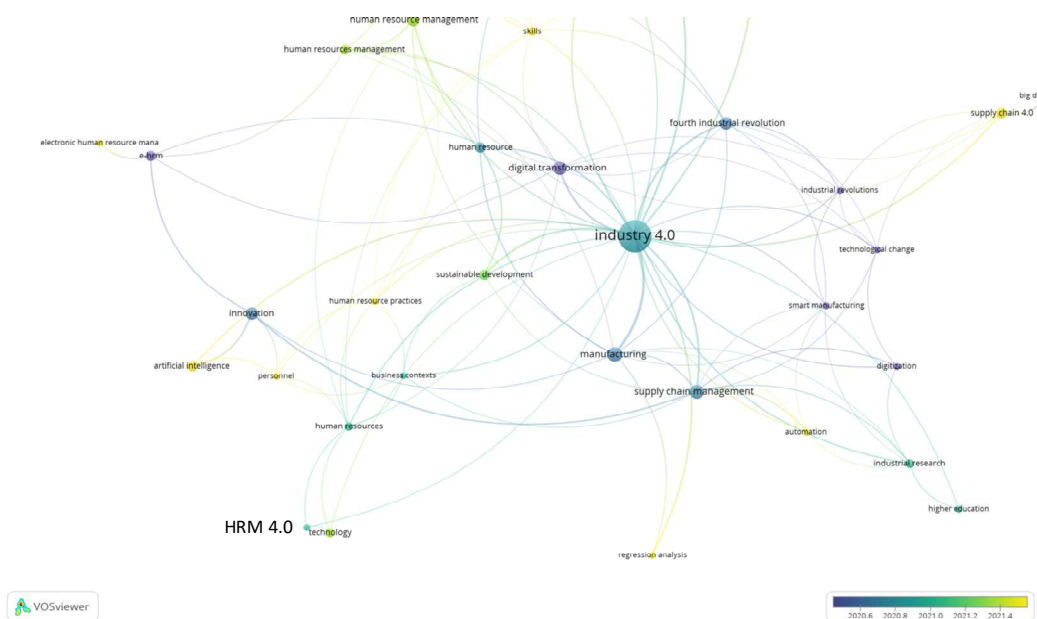 human resource management
skills
human resources management
big d
supply chain 4.0
fourth industrial revolution
electronic human resource mana
e-hrm
human resource
digital transformation
industrial revolutions
industry 4.0
technological change
sustainable development
human resource practices
smart manufacturing
innovation
manufacturing
artificial intelligence
personnel
business contexts
digitization
supply chain management
human resources
automation
industrial research
higher education
HRM 4.0
technology
regression analysis
VOSviewer
2020.6 2020.8 2021.0 2021.2 2021.4